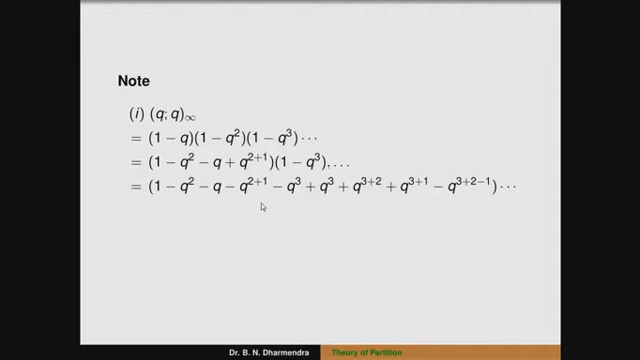 Note
(i) (q; q)∞
= (1 − q)(1 − q²)(1 − q³) ⋯
= (1 − q² − q + q²⁺¹)(1 − q³), …
= (1 − q² − q − q²⁺¹ − q³ + q³ + q³⁺² + q³⁺¹ − q³⁺²⁻¹) ⋯
Dr. B. N. Dharmendra Theory of Partition